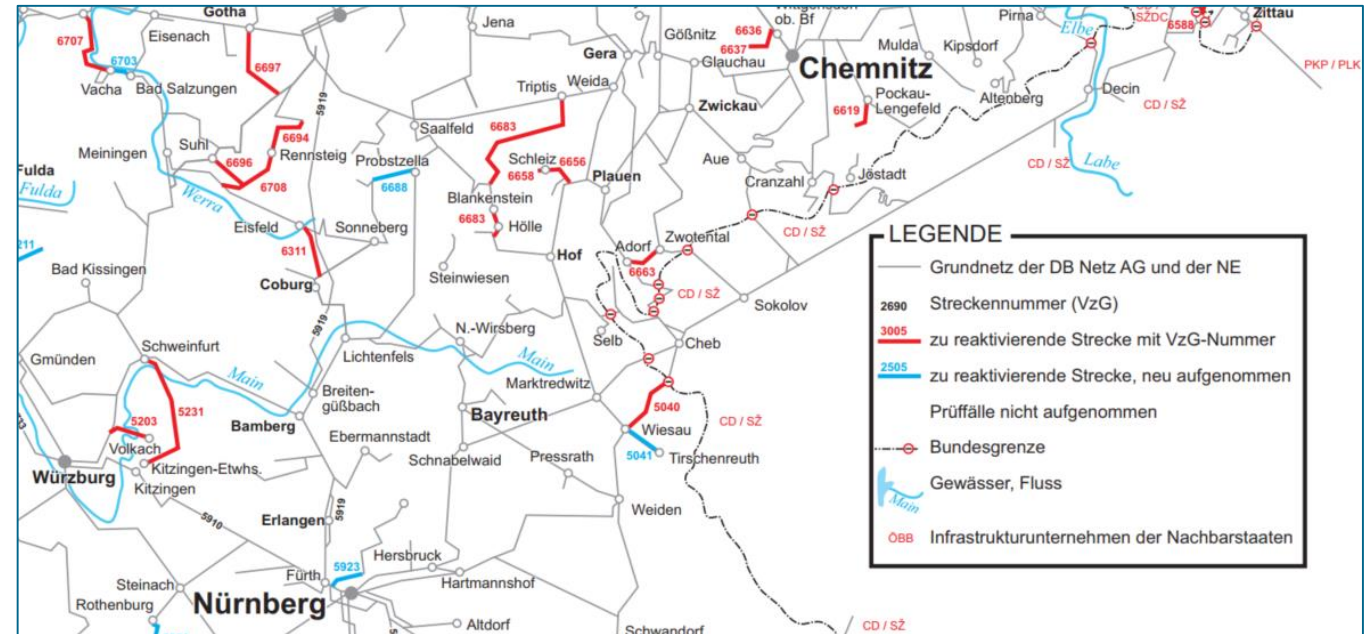 Gotha
Jena
Gößnitz
ob. Bf
Pirna
Elbe
Zittau
6707
6703
Eisenach
6697
Gera
6636
6637
Glauchau
Chemnitz
Mulda
Kipsdorf
6588
PKP / PLK
Vacha
Bad Salzungen
5919
Triptis
Weida
Zwickau
Pockau-
Lengefeld
Altenberg
Decin
CD / SŽ
6619
Saalfeld
6683
Meiningen
Suhl
6694
Rennsteig
6696
6708
Probstzella
6688
Schleiz
6656
6658
Plauen
Aue
Cranzahl
Jöstadt
CD / SŽ
Labe
Fulda
Fulda
Werra
Blankenstein
6683
Hölle
Eisfeld
Sonneberg
6311
Hof
Adorf
Zwotental
6663
CD / SŽ
CD / SŽ
Sokolov
211
Bad Kissingen
Coburg
Steinwiesen
5919
Selb
Cheb
Gmünden
Schweinfurt
Main
Lichtenfels
N.-Wirsberg
Main
Marktredwitz
5203
5231
Volkach
Breiten-
güßbach
Bamberg
Bayreuth
5040
CD / SŽ
Wiesau
5041
Tirschenreuth
Ebermannstadt
Schnabelwaid
Pressrath
Würzburg
Kitzingen-Etwhs.
Kitzingen
5910
Erlangen
5919
Weiden
Hersbruck
Hartmannshof
Fürth
5923
Nürnberg
Steinach
Rothenburg
Altdorf
Schwandorf
CD / SŽ
LEGENDE
Grundnetz der DB Netz AG und der NE
2690 Streckennummer (VzG)
3005 zu reaktivierende Strecke mit VzG-Nummer
2505 zu reaktivierende Strecke, neu aufgenommen
Prüffälle nicht aufgenommen
Bundesgrenze
Main Gewässer, Fluss
ÖBB Infrastrukturunternehmen der Nachbarstaaten